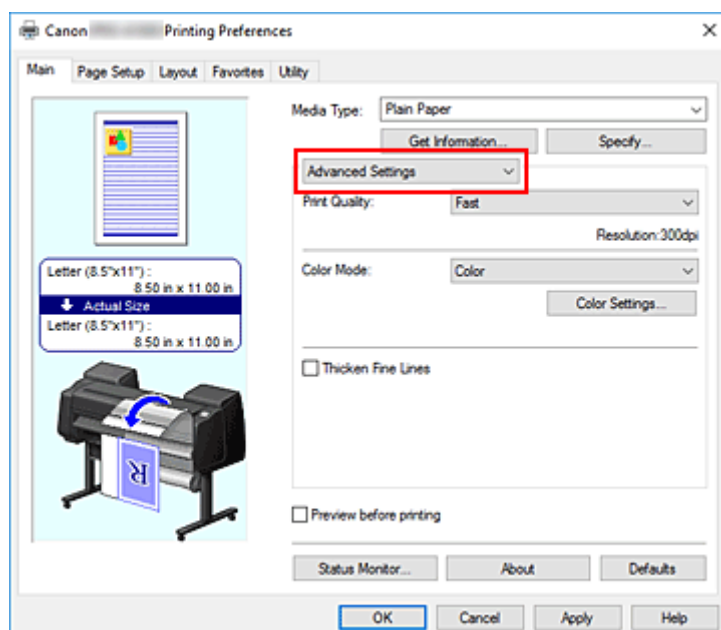 Canon Printing Preferences
Main Page Setup Layout Favorites Utility
Media Type: Plain Paper
Get Information... Specify...
Advanced Settings
Print Quality: Fast
Resolution:300dpi
Color Mode: Color
Color Settings...
Thicken Fine Lines
Letter (8.5"x11") :
8.50 in x 11.00 in
Actual Size
Letter (8.5"x11") :
8.50 in x 11.00 in
R
Preview before printing
Status Monitor... About Defaults
OK Cancel Apply Help